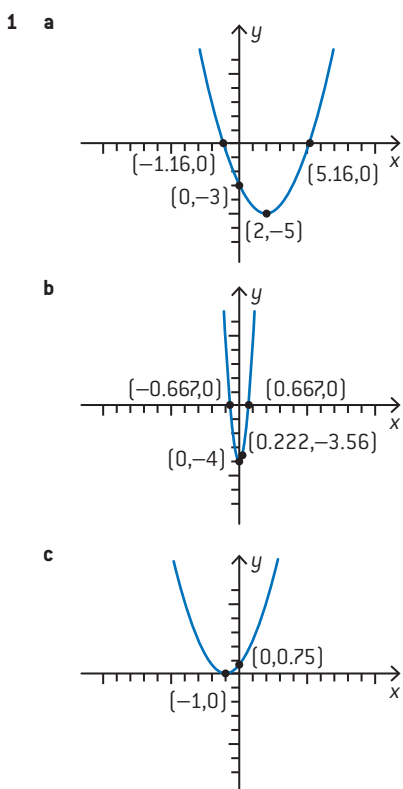 1 a
y
x
(−1.16,0)
(5.16,0)
(0,−3)
(2,−5)
b
y
(−0.667,0)
(0.667,0)
x
(0.222,−3.56)
(0,−4)
c
y
(0,0.75)
x
(−1,0)